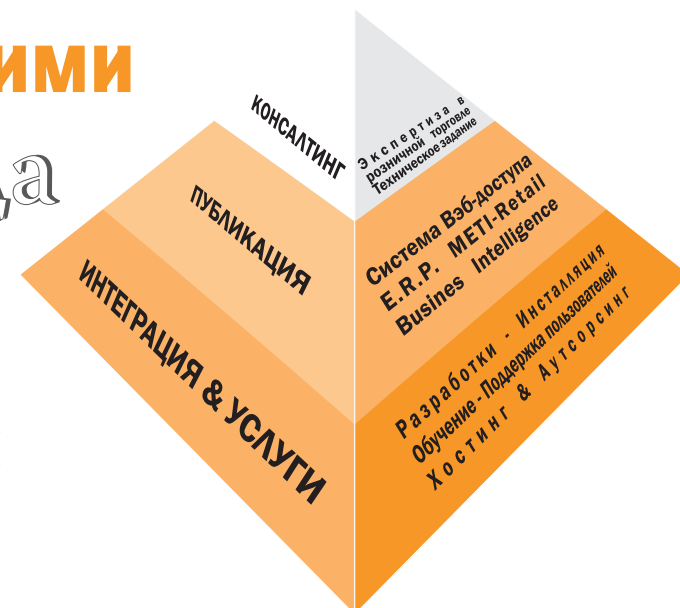 ими
да
КОНСАЛТИНГ
Экспертиза в
розничной торговле
Техническое задание
ПУБЛИКАЦИЯ
Система Вэб-доступа
E.R.P. METI-Retail
Busines Intelligence
ИНТЕГРАЦИЯ & УСЛУГИ
Разработки - Инсталляция
Обучение - Поддержка пользователей
Хостинг & Аутсорсинг